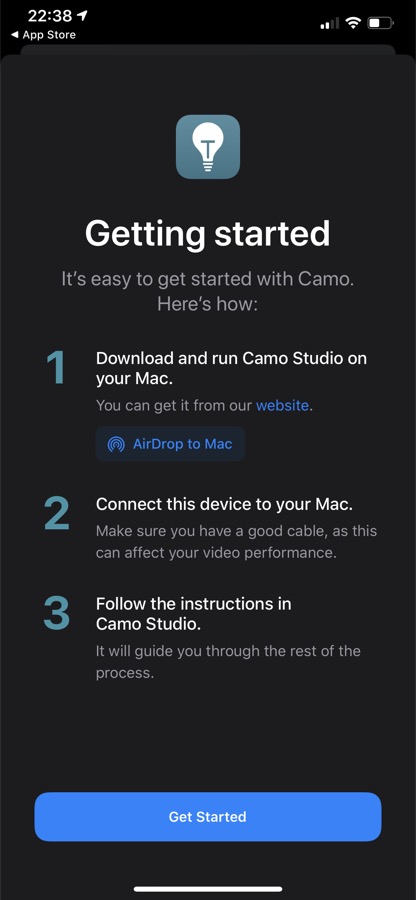 22:38
◀ App Store
T
Getting started
It’s easy to get started with Camo.
Here’s how:
1
Download and run Camo Studio on
your Mac.
You can get it from our website.
AirDrop to Mac
2
Connect this device to your Mac.
Make sure you have a good cable, as this
can affect your video performance.
3
Follow the instructions in
Camo Studio.
It will guide you through the rest of the
process.
Get Started